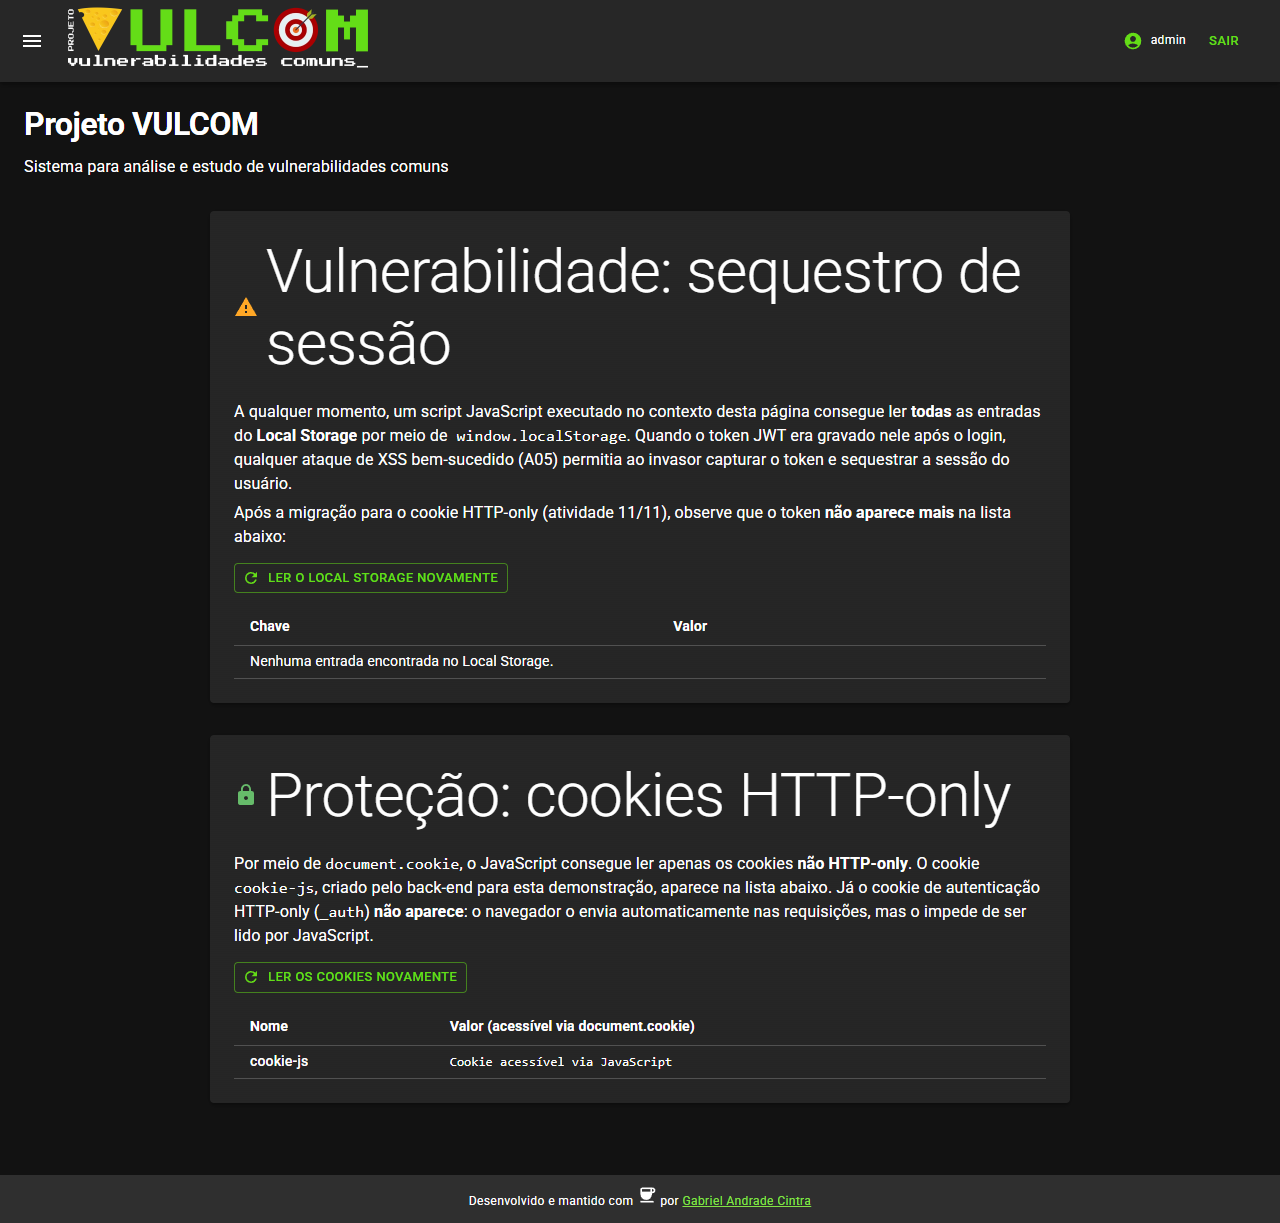 PROJETO VULCOM
vulnerabilidades comuns_
admin
SAIR
Projeto VULCOM
Sistema para análise e estudo de vulnerabilidades comuns
Vulnerabilidade: sequestro de
sessão
A qualquer momento, um script JavaScript executado no contexto desta página consegue ler todas as entradas
do Local Storage por meio de window.localStorage. Quando o token JWT era gravado nele após o login,
qualquer ataque de XSS bem-sucedido (A05) permitia ao invasor capturar o token e sequestrar a sessão do
usuário.
Após a migração para o cookie HTTP-only (atividade 11/11), observe que o token não aparece mais na lista
abaixo:
LER O LOCAL STORAGE NOVAMENTE
Chave Valor
Nenhuma entrada encontrada no Local Storage.
Proteção: cookies HTTP-only
Por meio de document.cookie, o JavaScript consegue ler apenas os cookies não HTTP-only. O cookie
cookie-js, criado pelo back-end para esta demonstração, aparece na lista abaixo. Já o cookie de autenticação
HTTP-only (_auth) não aparece: o navegador o envia automaticamente nas requisições, mas o impede de ser
lido por JavaScript.
LER OS COOKIES NOVAMENTE
Nome Valor (acessível via document.cookie)
cookie-js Cookie acessível via JavaScript
Desenvolvido e mantido com por Gabriel Andrade Cintra